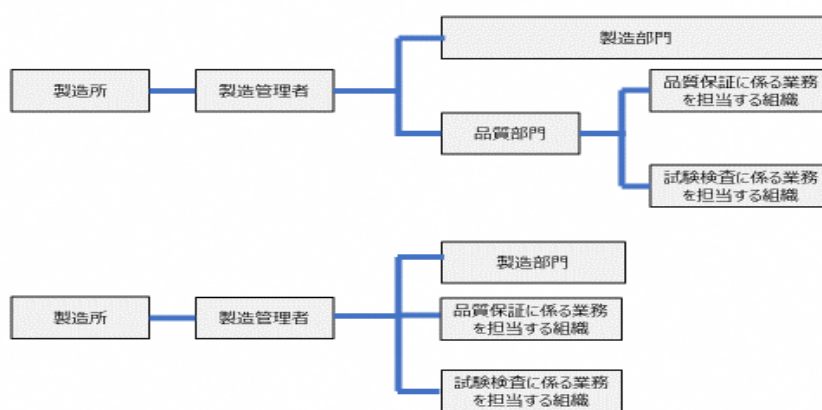 製造部門
製造所
製造管理者
品質保証に係る業務
を担当する組織
品質部門
試験検査に係る業務
を担当する組織
製造部門
製造所
製造管理者
品質保証に係る業務
を担当する組織
試験検査に係る業務
を担当する組織